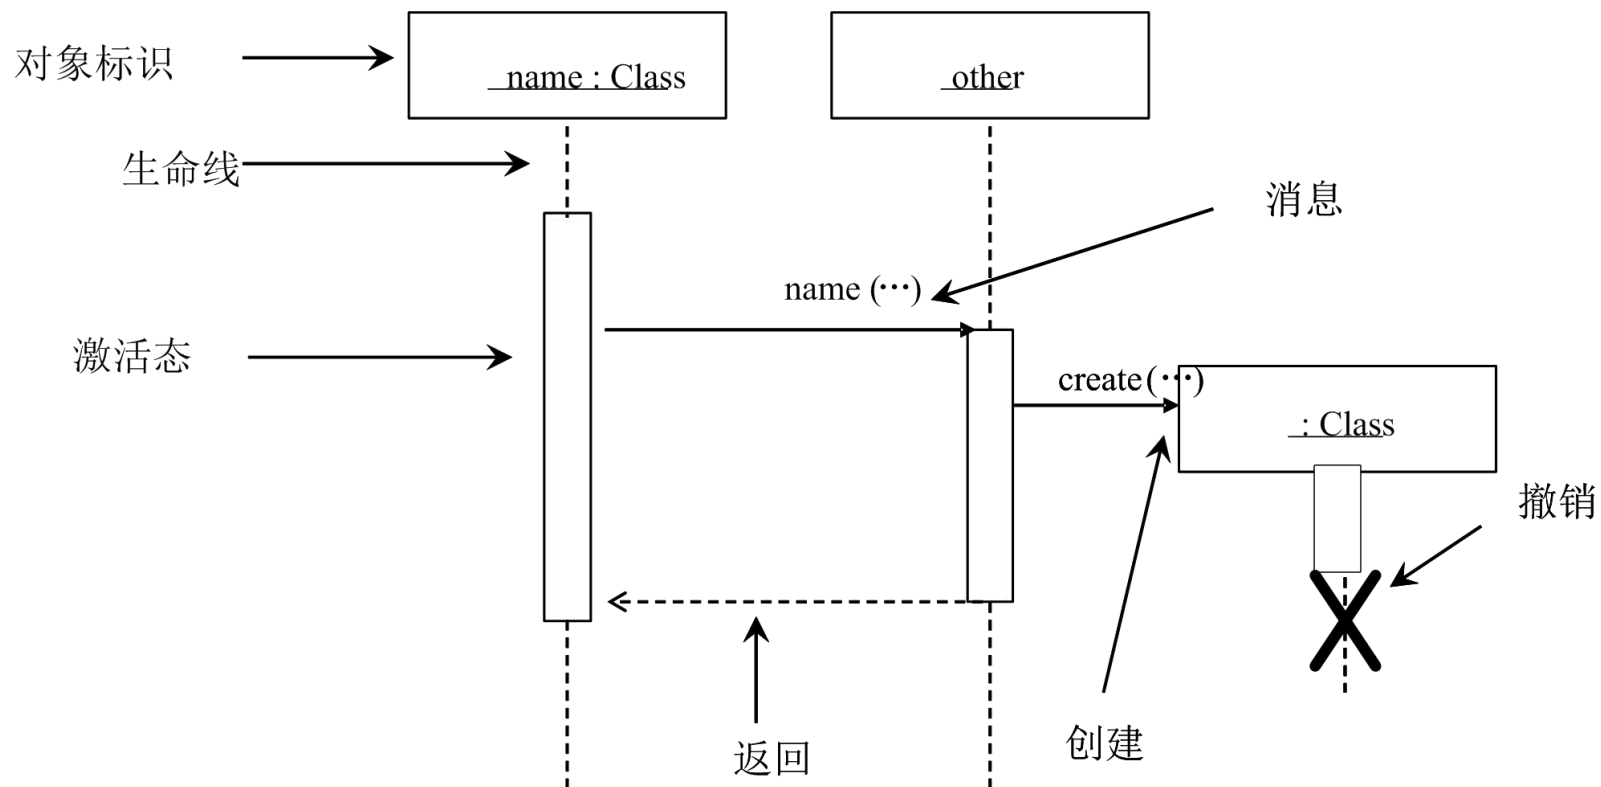 对象标识
name : Class
other
生命线
消息
name (···)
激活态
create (···)
: Class
撤销
返回
创建